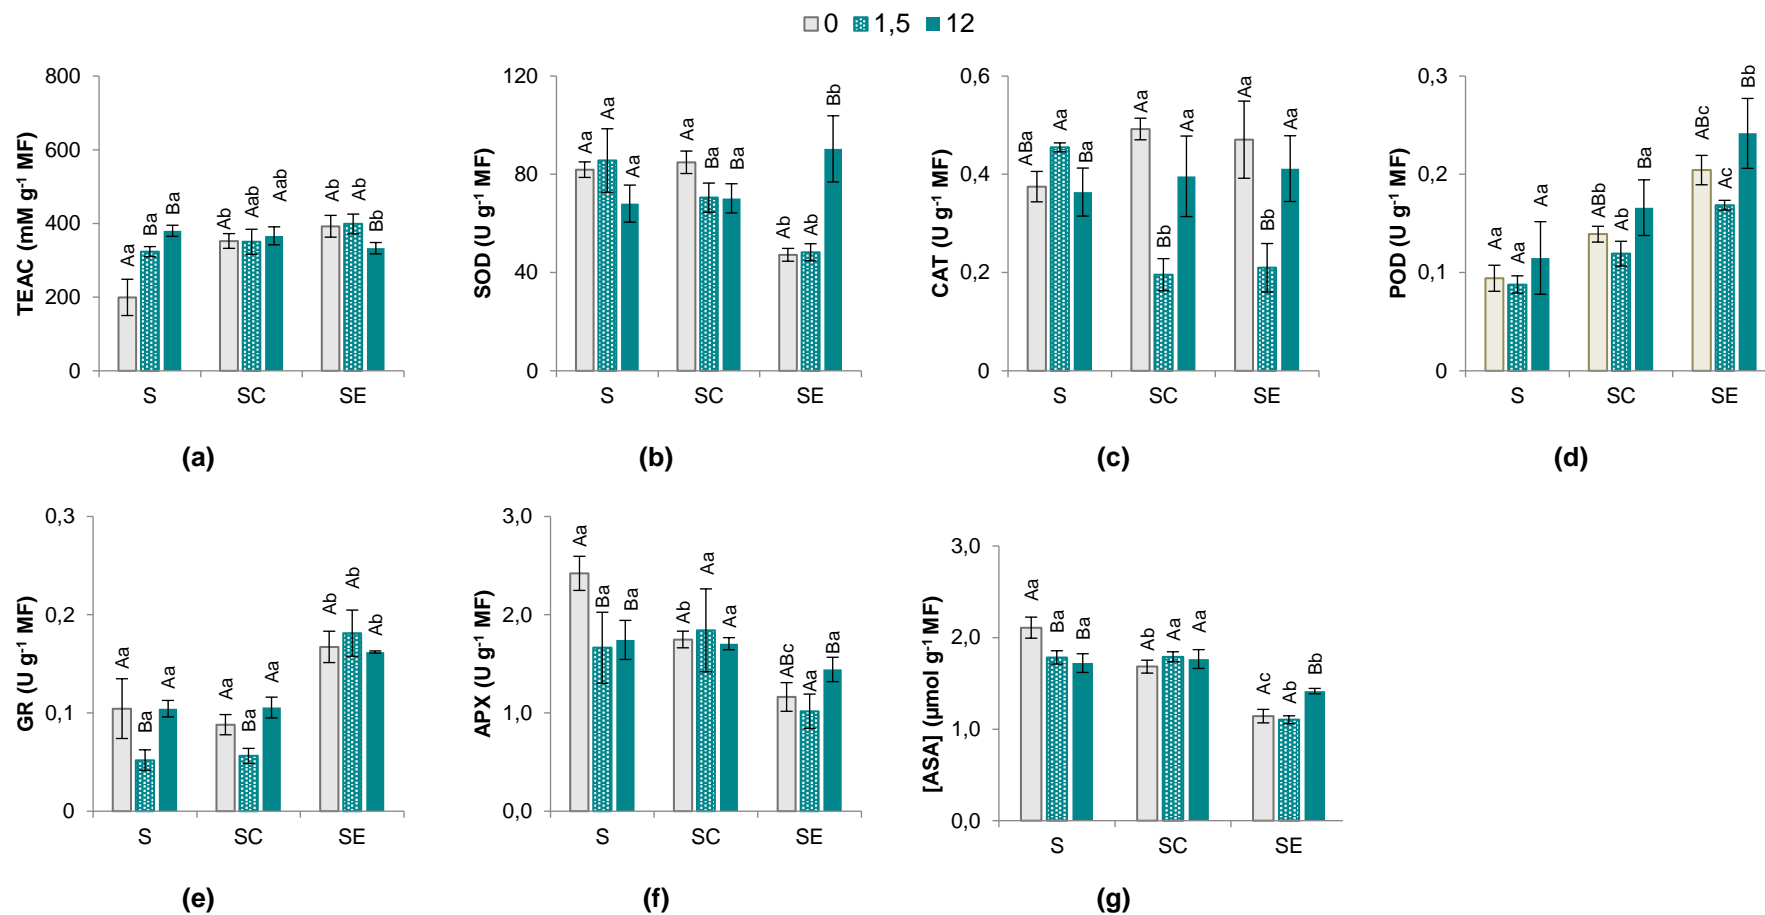 0 1,5 12
TEAC (mM g-1 MF)
800
600
400
200
0
Aa Ba Ba Ab Aab Aab Ab Ab Bb
S SC SE
(a)
SOD (U g-1 MF)
120
80
40
0
Aa Aa Aa Aa Ba Ba Ab Ab Bb
S SC SE
(b)
CAT (U g-1 MF)
0,6
0,4
0,2
0
ABa Aa Ba Aa Bb Aa Aa Bb Aa
S SC SE
(c)
POD (U g-1 MF)
0,3
0,2
0,1
0
Aa Aa Aa ABb Ab Ba ABc Ac Bb
S SC SE
(d)
GR (U g-1 MF)
0,3
0,2
0,1
0
Aa Ba Aa Aa Ba Aa Ab Ab Ab
S SC SE
(e)
APX (U g-1 MF)
3,0
2,0
1,0
0,0
Aa Ba Ba Ab Aa Aa ABc Aa Ba
S SC SE
(f)
[ASA] (µmol g-1 MF)
3,0
2,0
1,0
0,0
Aa Ba Ba Ab Aa Aa Ac Ab Bb
S SC SE
(g)